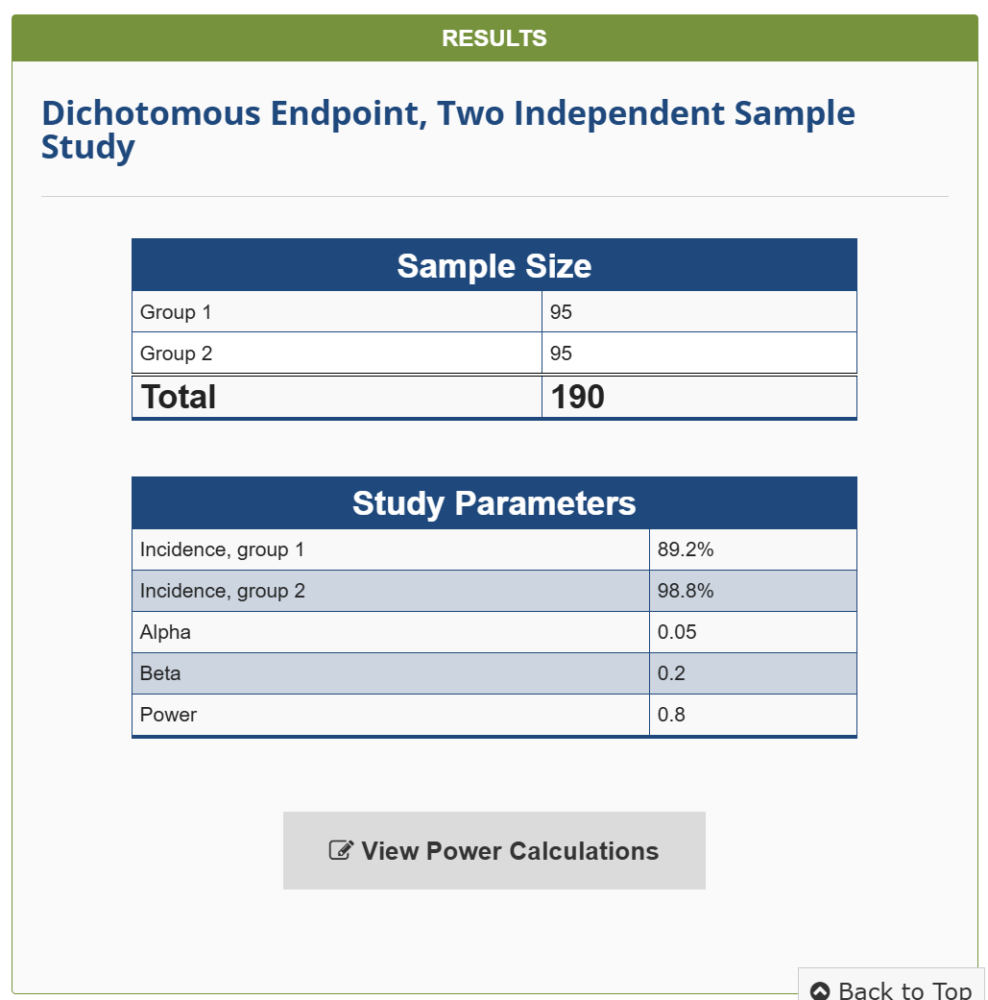 RESULTS
Dichotomous Endpoint, Two Independent Sample
Study
Sample Size
Group 1 95
Group 2 95
Total 190
Study Parameters
Incidence, group 1 89.2%
Incidence, group 2 98.8%
Alpha 0.05
Beta 0.2
Power 0.8
View Power Calculations
Back to Top